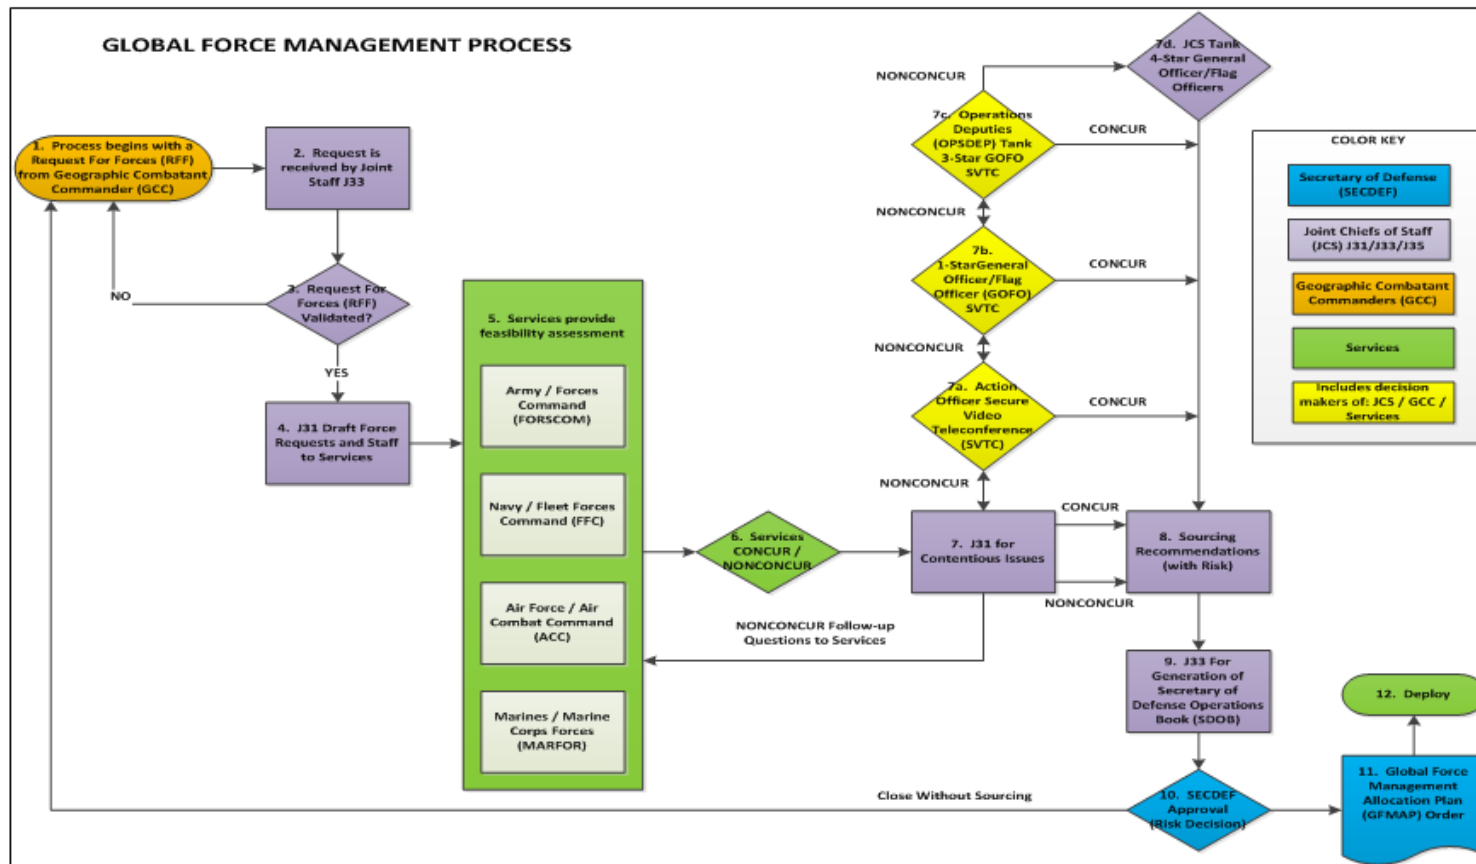 GLOBAL FORCE MANAGEMENT PROCESS
1. Process begins with a
Request For Forces (RFF)
from Geographic Combatant
Commander (GCC)
2. Request is
received by Joint
Staff J33
3. Request For
Forces (RFF)
Validated?
NO
YES
4. J31 Draft Force
Requests and Staff
to Services
5. Services provide
feasibility assessment
Army / Forces
Command
(FORSCOM)
Navy / Fleet Forces
Command (FFC)
Air Force / Air
Combat Command
(ACC)
Marines / Marine
Corps Forces
(MARFOR)
6. Services
CONCUR /
NONCONCUR
7. J31 for
Contentious Issues
NONCONCUR Follow-up
Questions to Services
NONCONCUR
7a. Action
Officer Secure
Video
Teleconference
(SVTC)
CONCUR
NONCONCUR
7b.
1-StarGeneral
Officer/Flag
Officer (GOFO)
SVTC
CONCUR
NONCONCUR
7c. Operations
Deputies
(OPSDEP) Tank
3-Star GOFO
SVTC
CONCUR
NONCONCUR
7d. JCS Tank
4-Star General
Officer/Flag
Officers
CONCUR
NONCONCUR
8. Sourcing
Recommendations
(with Risk)
9. J33 For
Generation of
Secretary of
Defense Operations
Book (SDOB)
10. SECDEF
Approval
(Risk Decision)
Close Without Sourcing
11. Global Force
Management
Allocation Plan
(GFMAP) Order
12. Deploy
COLOR KEY
Secretary of Defense
(SECDEF)
Joint Chiefs of Staff
(JCS) J31/J33/J35
Geographic Combatant
Commanders (GCC)
Services
Includes decision
makers of: JCS / GCC /
Services